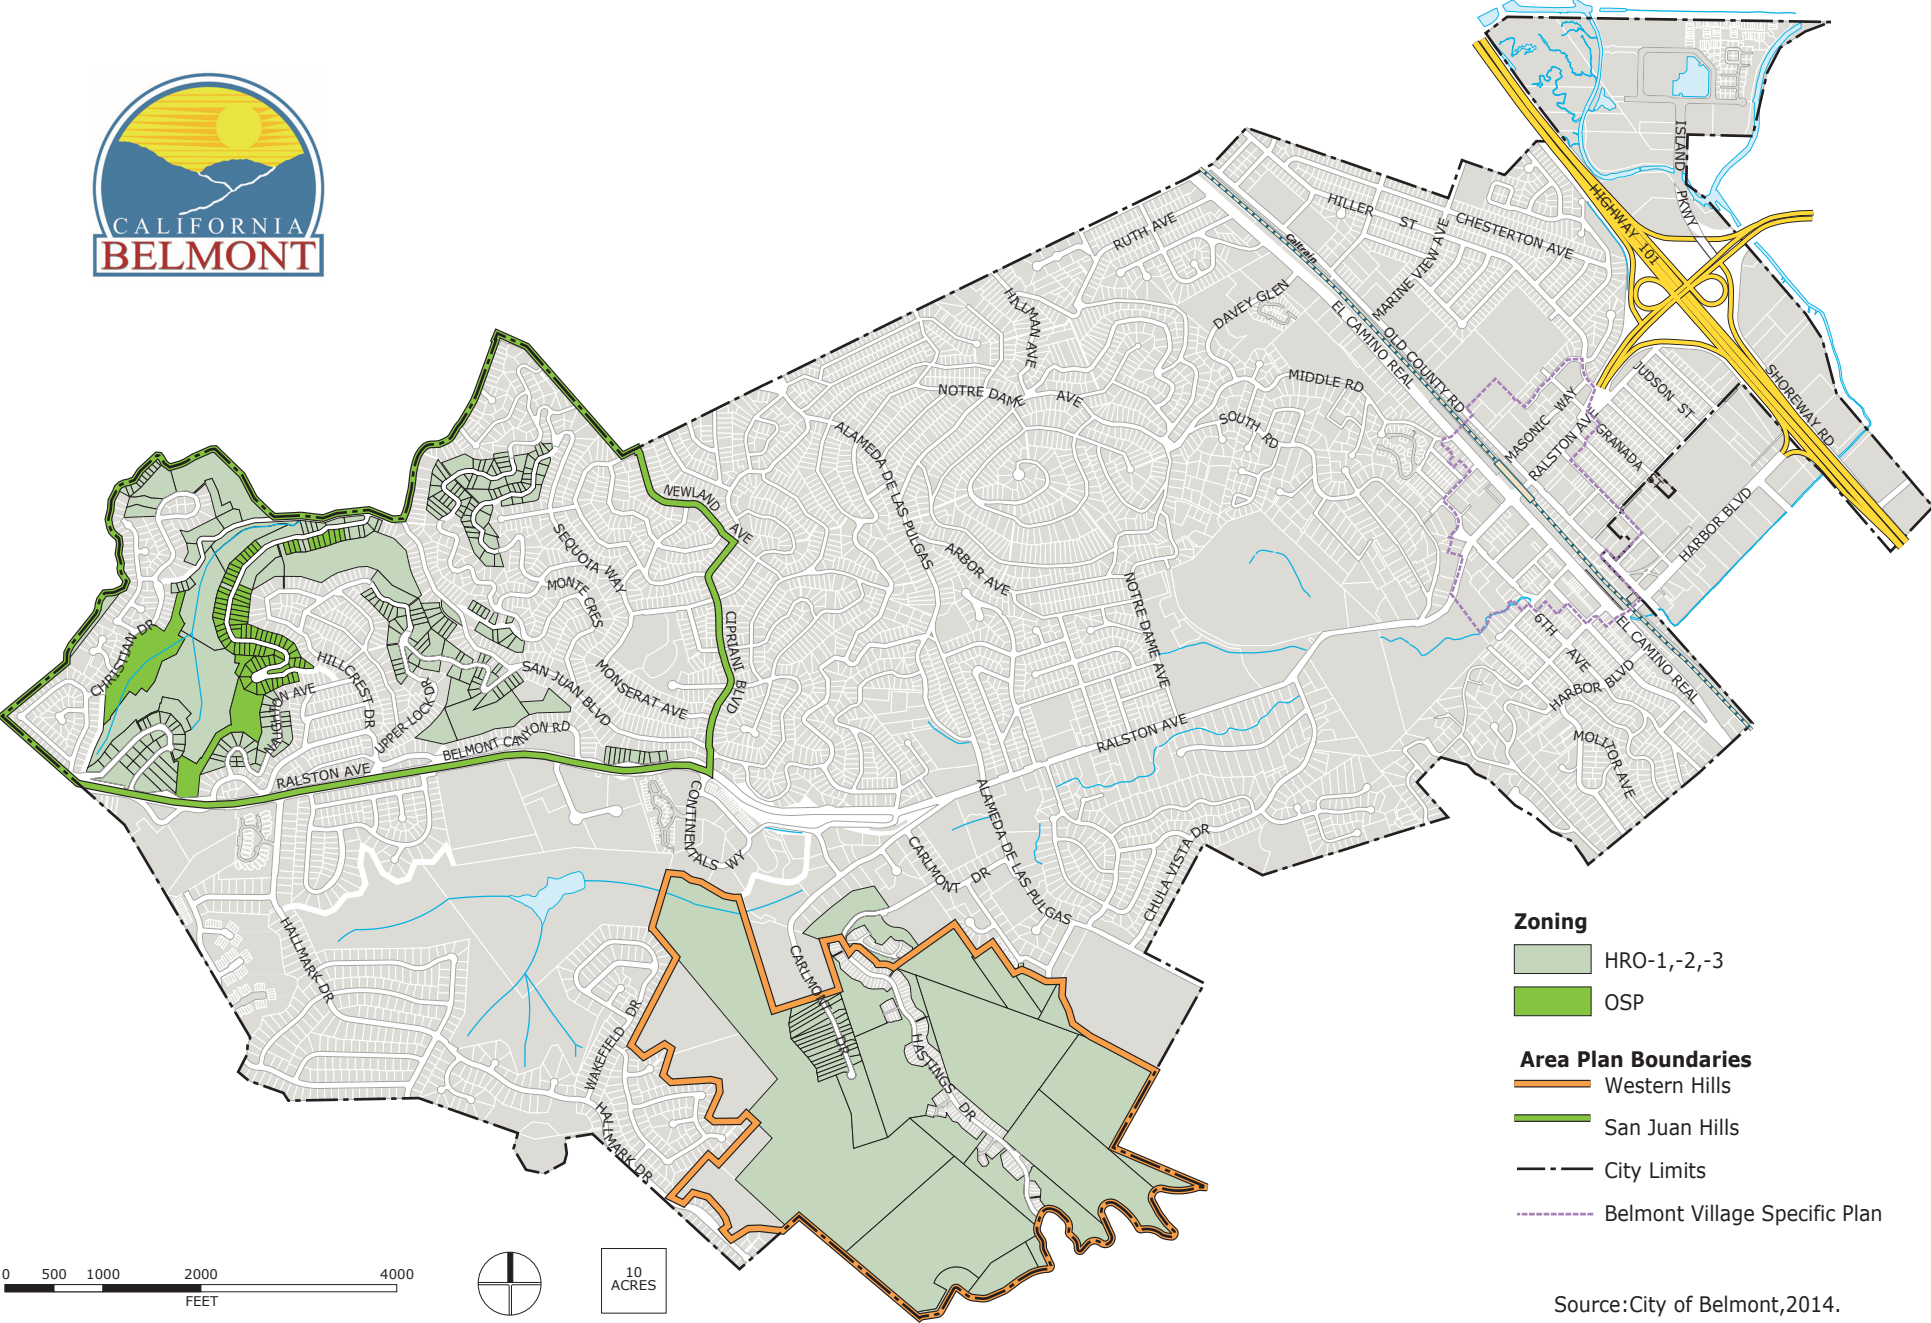 CALIFORNIA
BELMONT
ISLAND PKWY
HIGHWAY 101
HILLER ST
CHESTERTON AVE
MARINE VIEW AVE
RUTH AVE
Caltrain
DAVEY GLEN
HILLMAN AVE
EL CAMINO REAL
OLD COUNTY RD
MIDDLE RD
NOTRE DAME AVE
SOUTH RD
MASONIC WAY
RALSTON AVE
JUDSON ST
GRANADA ST
SHOREWAY RD
HARBOR BLVD
ALAMEDA DE LAS PULGAS
NEWLAND AVE
ARBOR AVE
SEQUOIA WAY
MONTE CRES
NOTRE DAME AVE
CIPRIANI BLVD
6TH AVE
EL CAMINO REAL
HARBOR BLVD
MOLITOR AVE
CHRISTIAN DR
HILLCREST DR
NAUGHTON AVE
UPPER LOCK DR
SAN JUAN BLVD
MONSERAT AVE
BELMONT CANYON RD
RALSTON AVE
RALSTON AVE
CONTINENTALS WY
ALAMEDA DE LAS PULGAS
CARLMONT DR
CHULA VISTA DR
HALLMARK DR
CARLMONT DR
WAKEFIELD DR
HASTINGS DR
HALLMARK DR
Zoning
HRO-1,-2,-3
OSP
Area Plan Boundaries
Western Hills
San Juan Hills
City Limits
Belmont Village Specific Plan
0 500 1000 2000 4000
FEET
10
ACRES
Source:City of Belmont,2014.